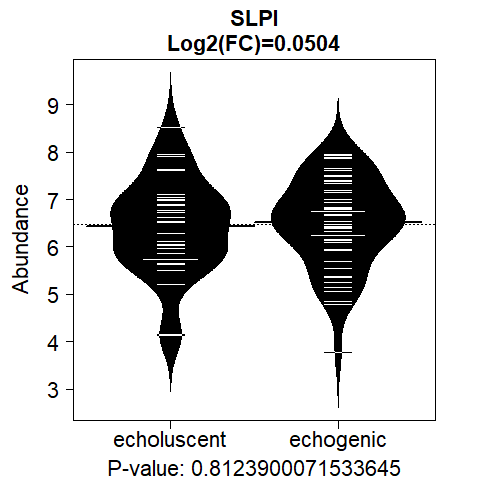 SLPI
Log2(FC)=0.0504
Abundance
9
8
7
6
5
4
3
echoluscent echogenic
P-value: 0.8123900071533645